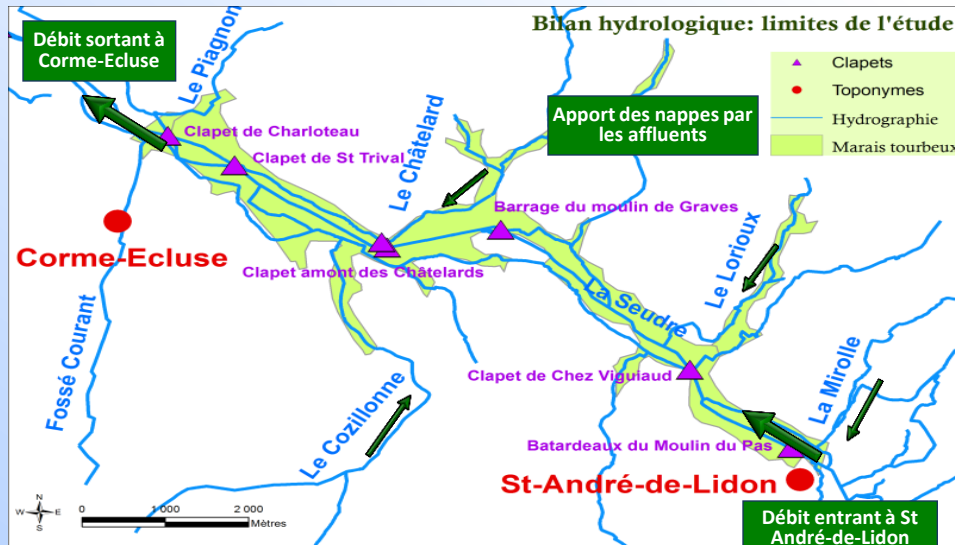 Bilan hydrologique: limites de l'étude
Débit sortant à
Corme-Ecluse
Le Piagnon
Clapets
Toponymes
Hydrographie
Marais tourbeux
Apport des nappes par
les affluents
Clapet de Charloteau
Clapet de St Trival
Le Châtelard
Barrage du moulin de Graves
Corme-Ecluse
Clapet amont des Châtelards
La Seudre
Le Lorioux
Fossé Courant
Clapet de Chez Viguiaud
La Mirolle
Le Cozillonne
Batardeaux du Moulin du Pas
St-André-de-Lidon
N
W E
S
0 1 000 2 000
Mètres
Débit entrant à St
André-de-Lidon